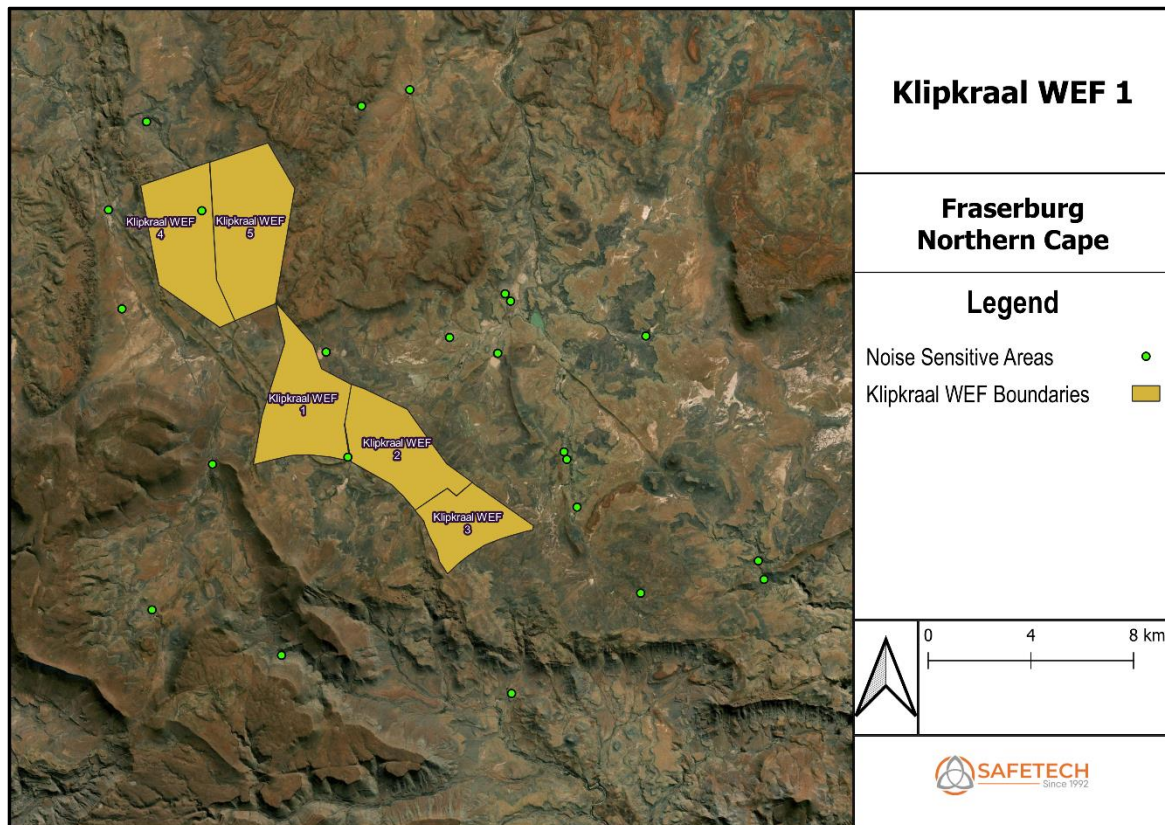 Klipkraal WEF 1
Fraserburg
Northern Cape
Legend
Noise Sensitive Areas
Klipkraal WEF Boundaries
0 4 8 km
SAFETECH
Since 1992
Klipkraal WEF
4
Klipkraal WEF
5
Klipkraal WEF
1
Klipkraal WEF
2
Klipkraal WEF
3